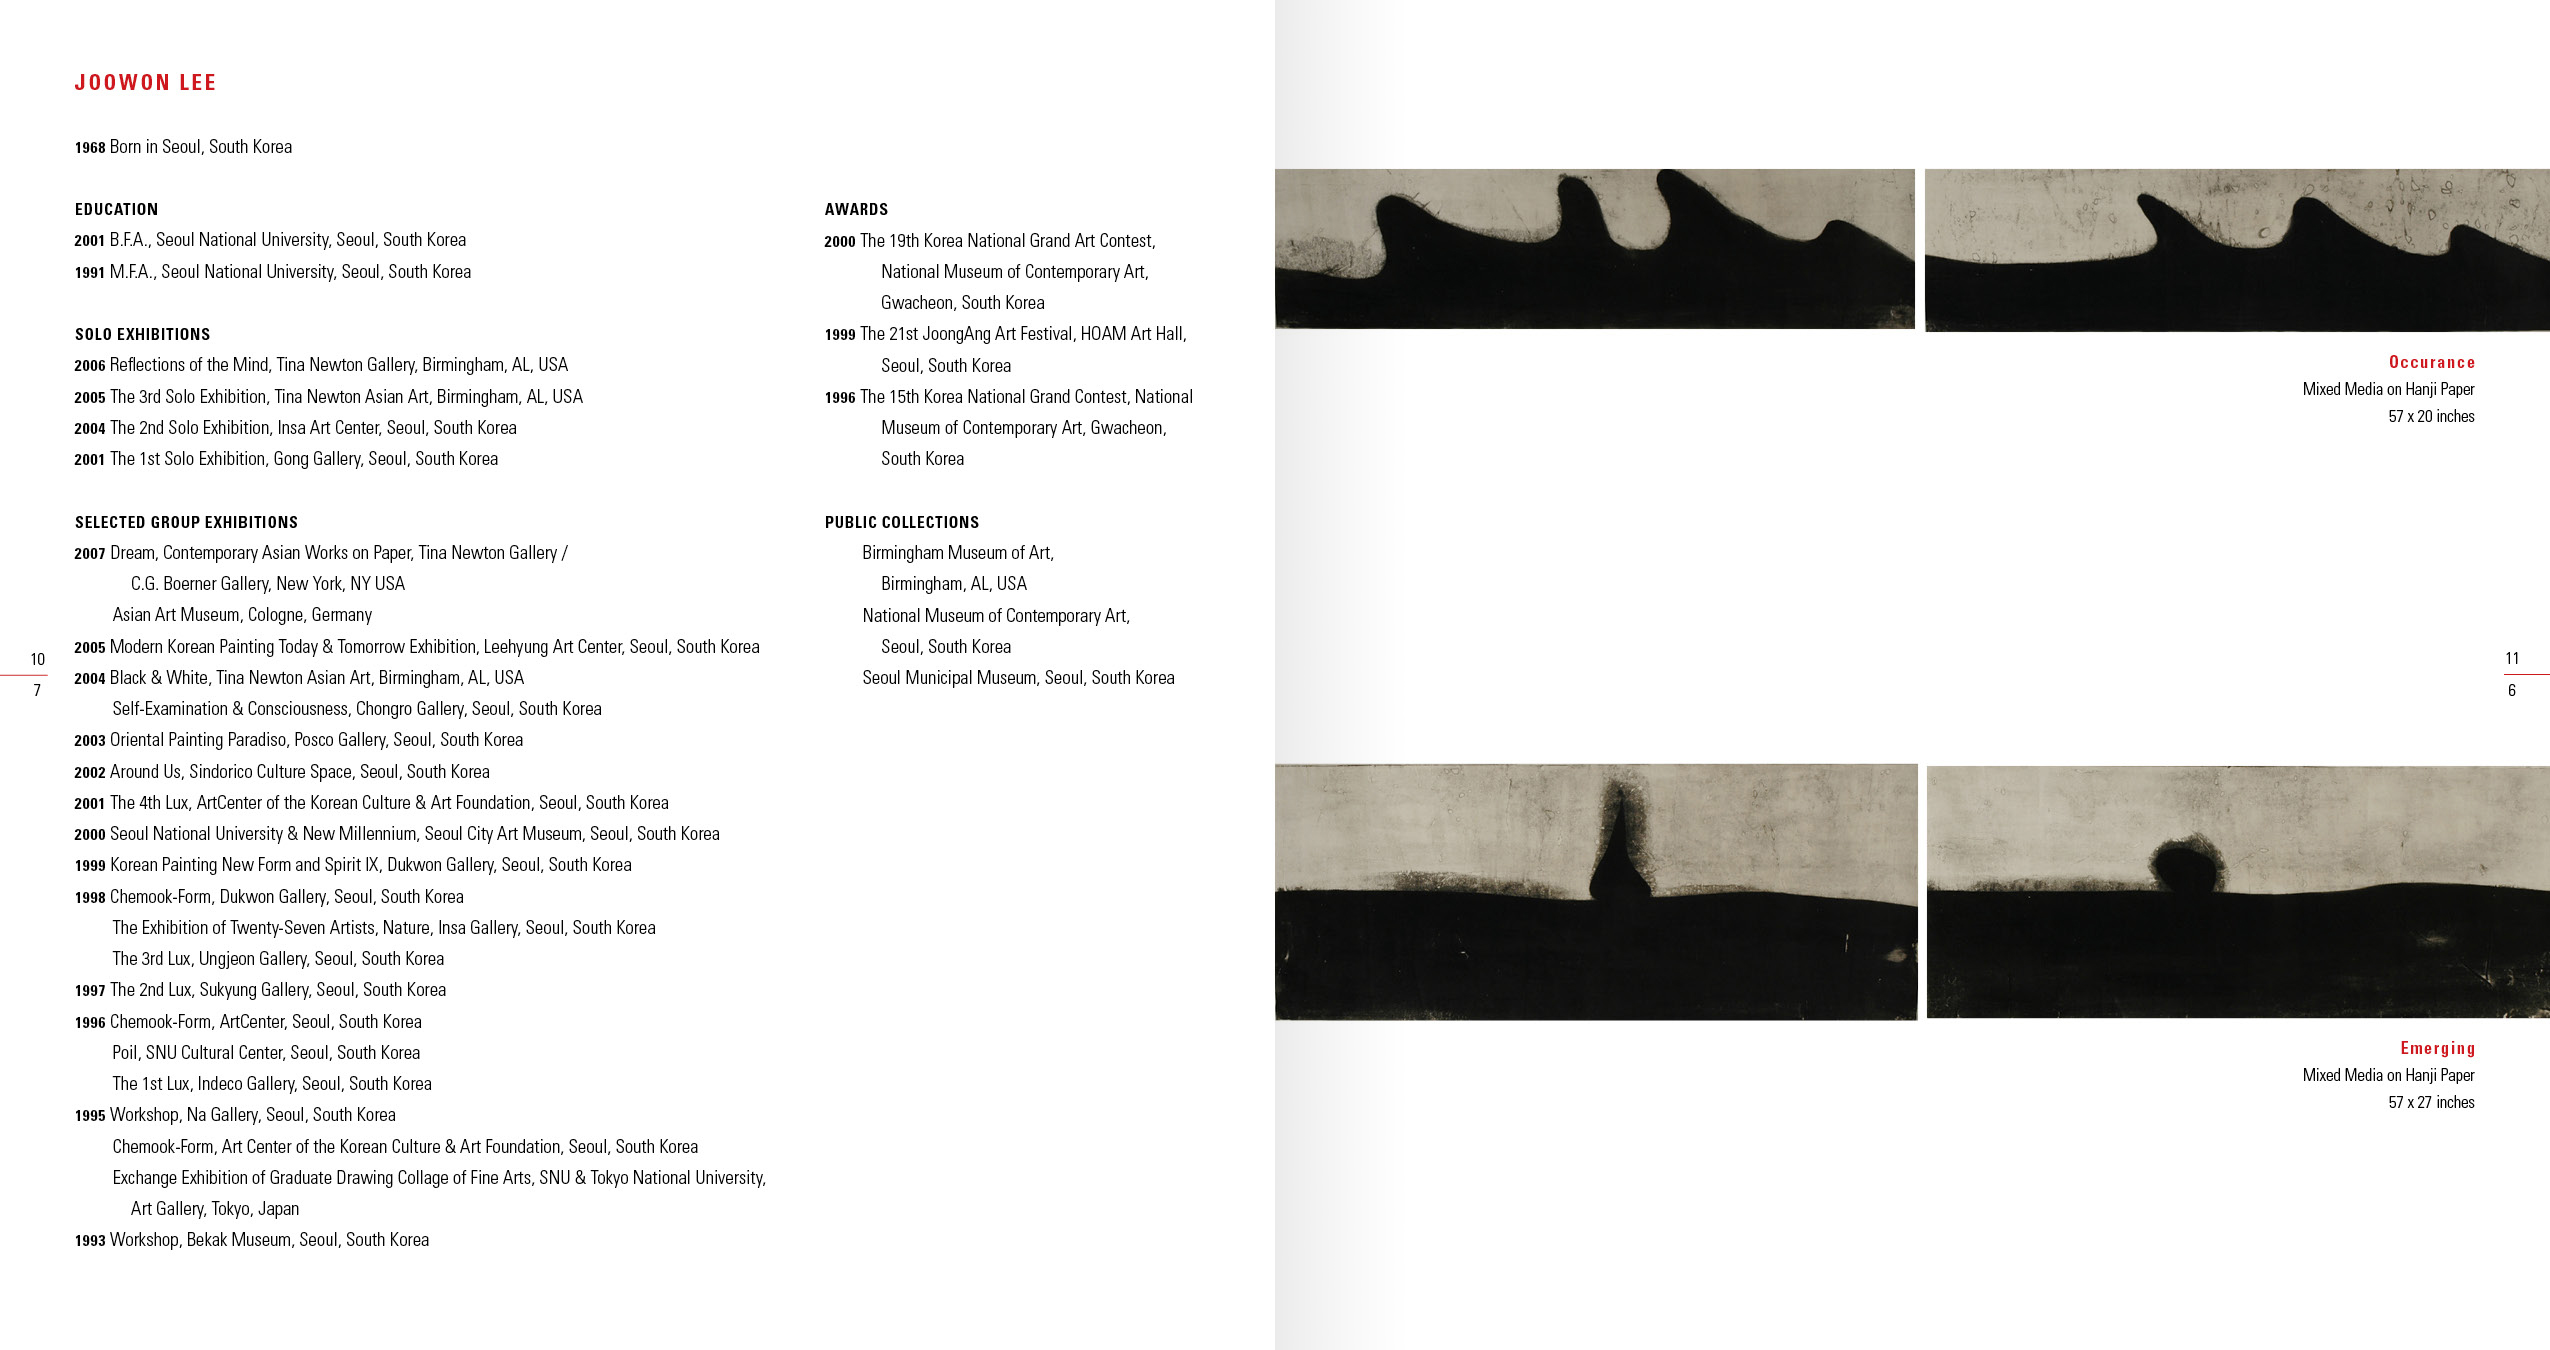 JOOWON LEE
1968 Born in Seoul, South Korea
EDUCATION
2001 B.F.A., Seoul National University, Seoul, South Korea
1991 M.F.A., Seoul National University, Seoul, South Korea
SOLO EXHIBITIONS
2006 Reflections of the Mind, Tina Newton Gallery, Birmingham, AL, USA
2005 The 3rd Solo Exhibition, Tina Newton Asian Art, Birmingham, AL, USA
2004 The 2nd Solo Exhibition, Insa Art Center, Seoul, South Korea
2001 The 1st Solo Exhibition, Gong Gallery, Seoul, South Korea
SELECTED GROUP EXHIBITIONS
2007 Dream, Contemporary Asian Works on Paper, Tina Newton Gallery /
C.G. Boerner Gallery, New York, NY USA
Asian Art Museum, Cologne, Germany
2005 Modern Korean Painting Today & Tomorrow Exhibition, Leehyung Art Center, Seoul, South Korea
2004 Black & White, Tina Newton Asian Art, Birmingham, AL, USA
Self-Examination & Consciousness, Chongro Gallery, Seoul, South Korea
2003 Oriental Painting Paradiso, Posco Gallery, Seoul, South Korea
2002 Around Us, Sindorico Culture Space, Seoul, South Korea
2001 The 4th Lux, ArtCenter of the Korean Culture & Art Foundation, Seoul, South Korea
2000 Seoul National University & New Millennium, Seoul City Art Museum, Seoul, South Korea
1999 Korean Painting New Form and Spirit IX, Dukwon Gallery, Seoul, South Korea
1998 Chemook-Form, Dukwon Gallery, Seoul, South Korea
The Exhibition of Twenty-Seven Artists, Nature, Insa Gallery, Seoul, South Korea
The 3rd Lux, Ungjeon Gallery, Seoul, South Korea
1997 The 2nd Lux, Sukyung Gallery, Seoul, South Korea
1996 Chemook-Form, ArtCenter, Seoul, South Korea
Poil, SNU Cultural Center, Seoul, South Korea
The 1st Lux, Indeco Gallery, Seoul, South Korea
1995 Workshop, Na Gallery, Seoul, South Korea
Chemook-Form, Art Center of the Korean Culture & Art Foundation, Seoul, South Korea
Exchange Exhibition of Graduate Drawing Collage of Fine Arts, SNU & Tokyo National University,
Art Gallery, Tokyo, Japan
1993 Workshop, Bekak Museum, Seoul, South Korea
AWARDS
2000 The 19th Korea National Grand Art Contest,
National Museum of Contemporary Art,
Gwacheon, South Korea
1999 The 21st JoongAng Art Festival, HOAM Art Hall,
Seoul, South Korea
1996 The 15th Korea National Grand Contest, National
Museum of Contemporary Art, Gwacheon,
South Korea
PUBLIC COLLECTIONS
Birmingham Museum of Art,
Birmingham, AL, USA
National Museum of Contemporary Art,
Seoul, South Korea
Seoul Municipal Museum, Seoul, South Korea
10
7
Occurance
Mixed Media on Hanji Paper
57 x 20 inches
11
6
Emerging
Mixed Media on Hanji Paper
57 x 27 inches